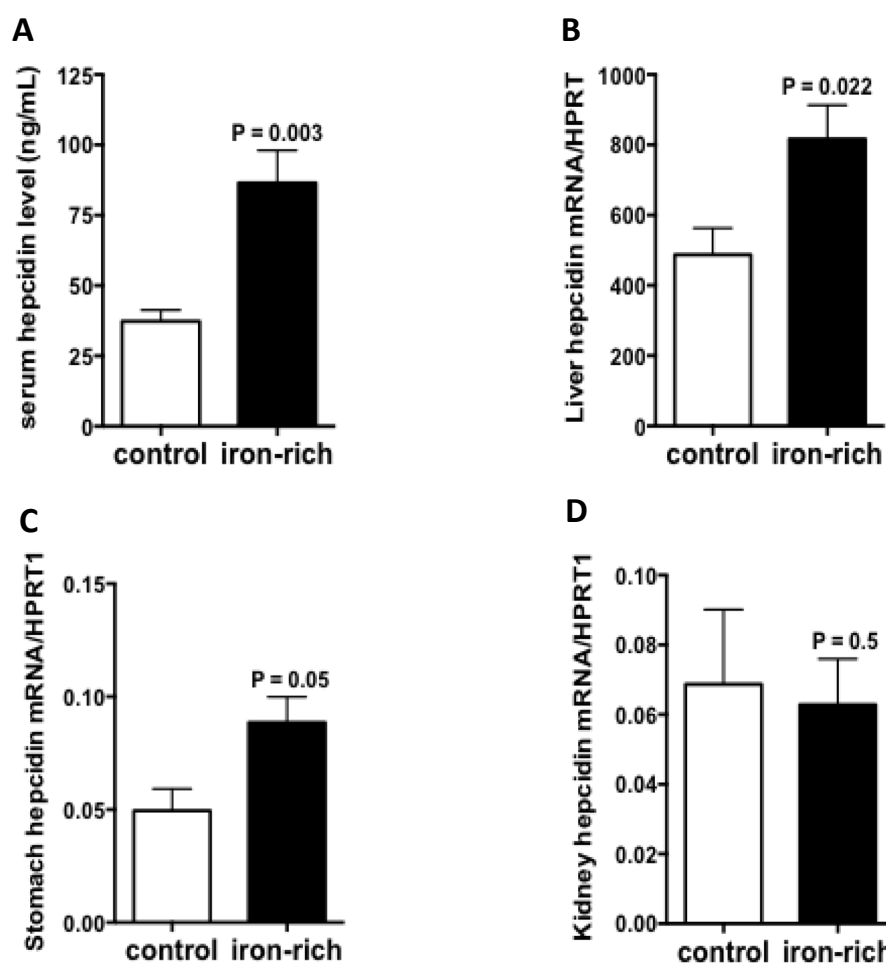 A
serum hepcidin level (ng/mL)
125
100
75
50
25
0
P = 0.003
control iron-rich
B
Liver hepcidin mRNA/HPRT
1000
800
600
400
200
0
P = 0.022
control iron-rich
C
Stomach hepcidin mRNA/HPRT1
0.15
0.10
0.05
0.00
P = 0.05
control iron-rich
D
Kidney hepcidin mRNA/HPRT1
0.10
0.08
0.06
0.04
0.02
0.00
P = 0.5
control iron-rich